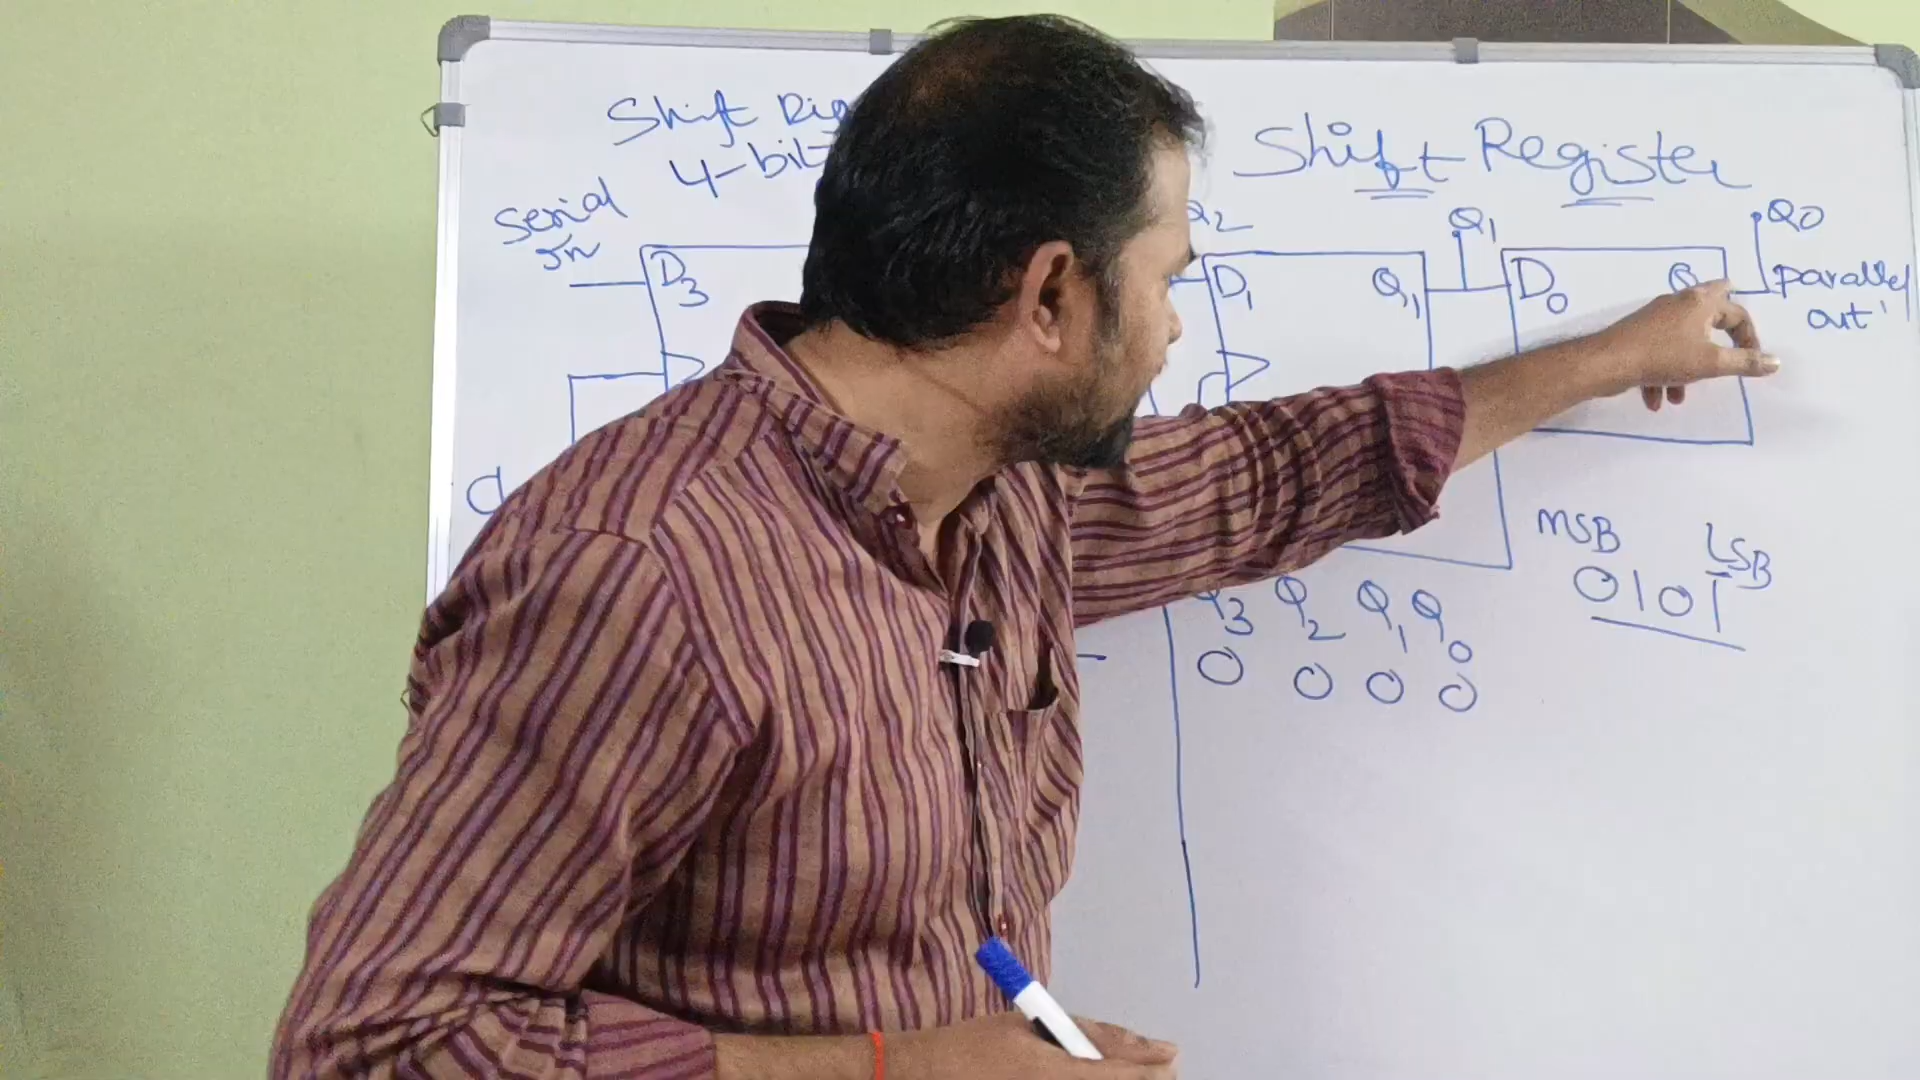 Shift
4-bit
Shift Register
Serial
In
D3
Q2
D1
Q1
Q1
D0
Q0
parallel
out
MSB
LSB
0101
Q3 Q2 Q1 Q0
0 0 0 0